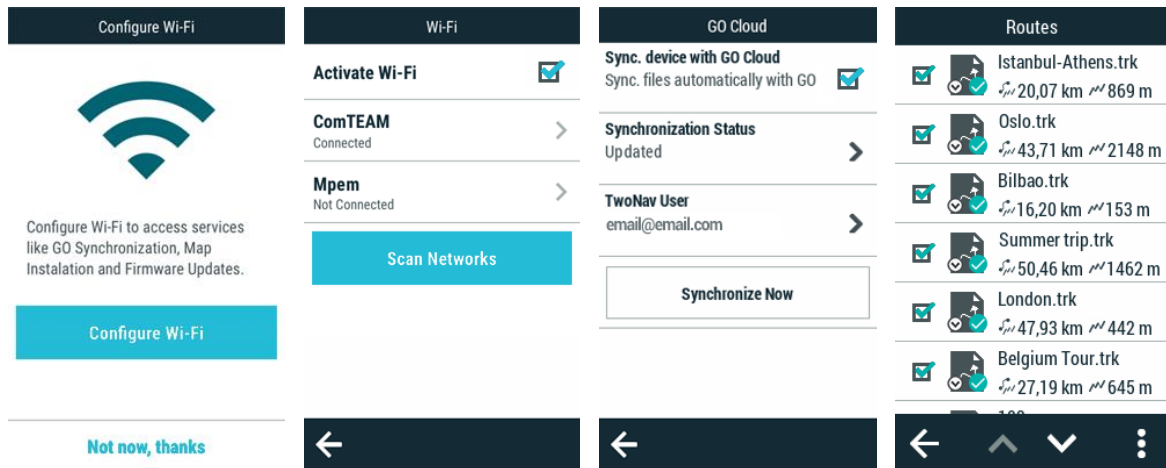 Configure Wi-Fi
Configure Wi-Fi to access services
like GO Synchronization, Map
Instalation and Firmware Updates.
Configure Wi-Fi
Not now, thanks
Wi-Fi
Activate Wi-Fi
ComTEAM
Connected
Mpem
Not Connected
Scan Networks
GO Cloud
Sync. device with GO Cloud
Sync. files automatically with GO
Synchronization Status
Updated
TwoNav User
email@email.com
Synchronize Now
Routes
Istanbul-Athens.trk
20,07 km 869 m
Oslo.trk
43,71 km 2148 m
Bilbao.trk
16,20 km 153 m
Summer trip.trk
50,46 km 1462 m
London.trk
47,93 km 442 m
Belgium Tour.trk
27,19 km 645 m